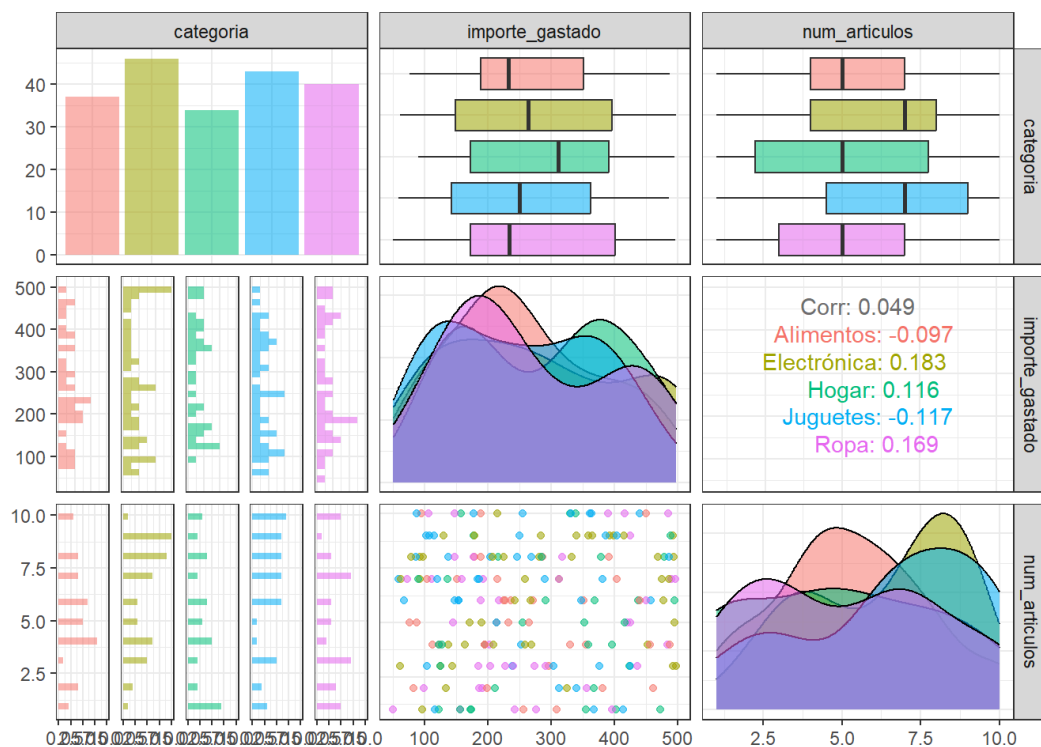 categoria
importe_gastado
num_articulos
40
30
20
10
0
categoria
500
400
300
200
100
Corr: 0.049
Alimentos: -0.097
Electrónica: 0.183
Hogar: 0.116
Juguetes: -0.117
Ropa: 0.169
importe_gastado
10.0
7.5
5.0
2.5
num_articulos
100
200
300
400
500
2.5
5.0
7.5
10.0